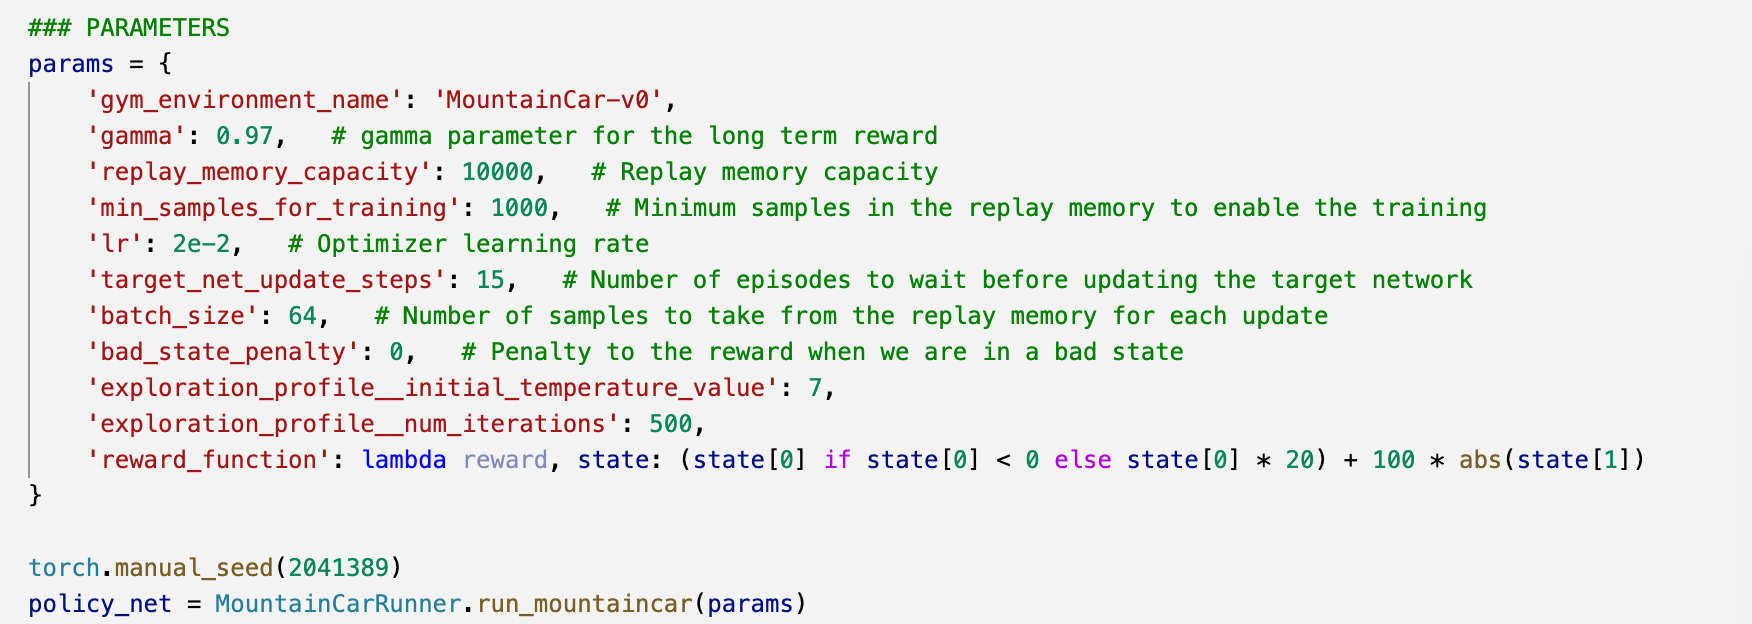 ### PARAMETERS
params = {
    'gym_environment_name': 'MountainCar-v0',
    'gamma': 0.97,   # gamma parameter for the long term reward
    'replay_memory_capacity': 10000,   # Replay memory capacity
    'min_samples_for_training': 1000,   # Minimum samples in the replay memory to enable the training
    'lr': 2e-2,   # Optimizer learning rate
    'target_net_update_steps': 15,   # Number of episodes to wait before updating the target network
    'batch_size': 64,   # Number of samples to take from the replay memory for each update
    'bad_state_penalty': 0,   # Penalty to the reward when we are in a bad state
    'exploration_profile__initial_temperature_value': 7,
    'exploration_profile__num_iterations': 500,
    'reward_function': lambda reward, state: (state[0] if state[0] < 0 else state[0] * 20) + 100 * abs(state[1])
}

torch.manual_seed(2041389)
policy_net = MountainCarRunner.run_mountaincar(params)